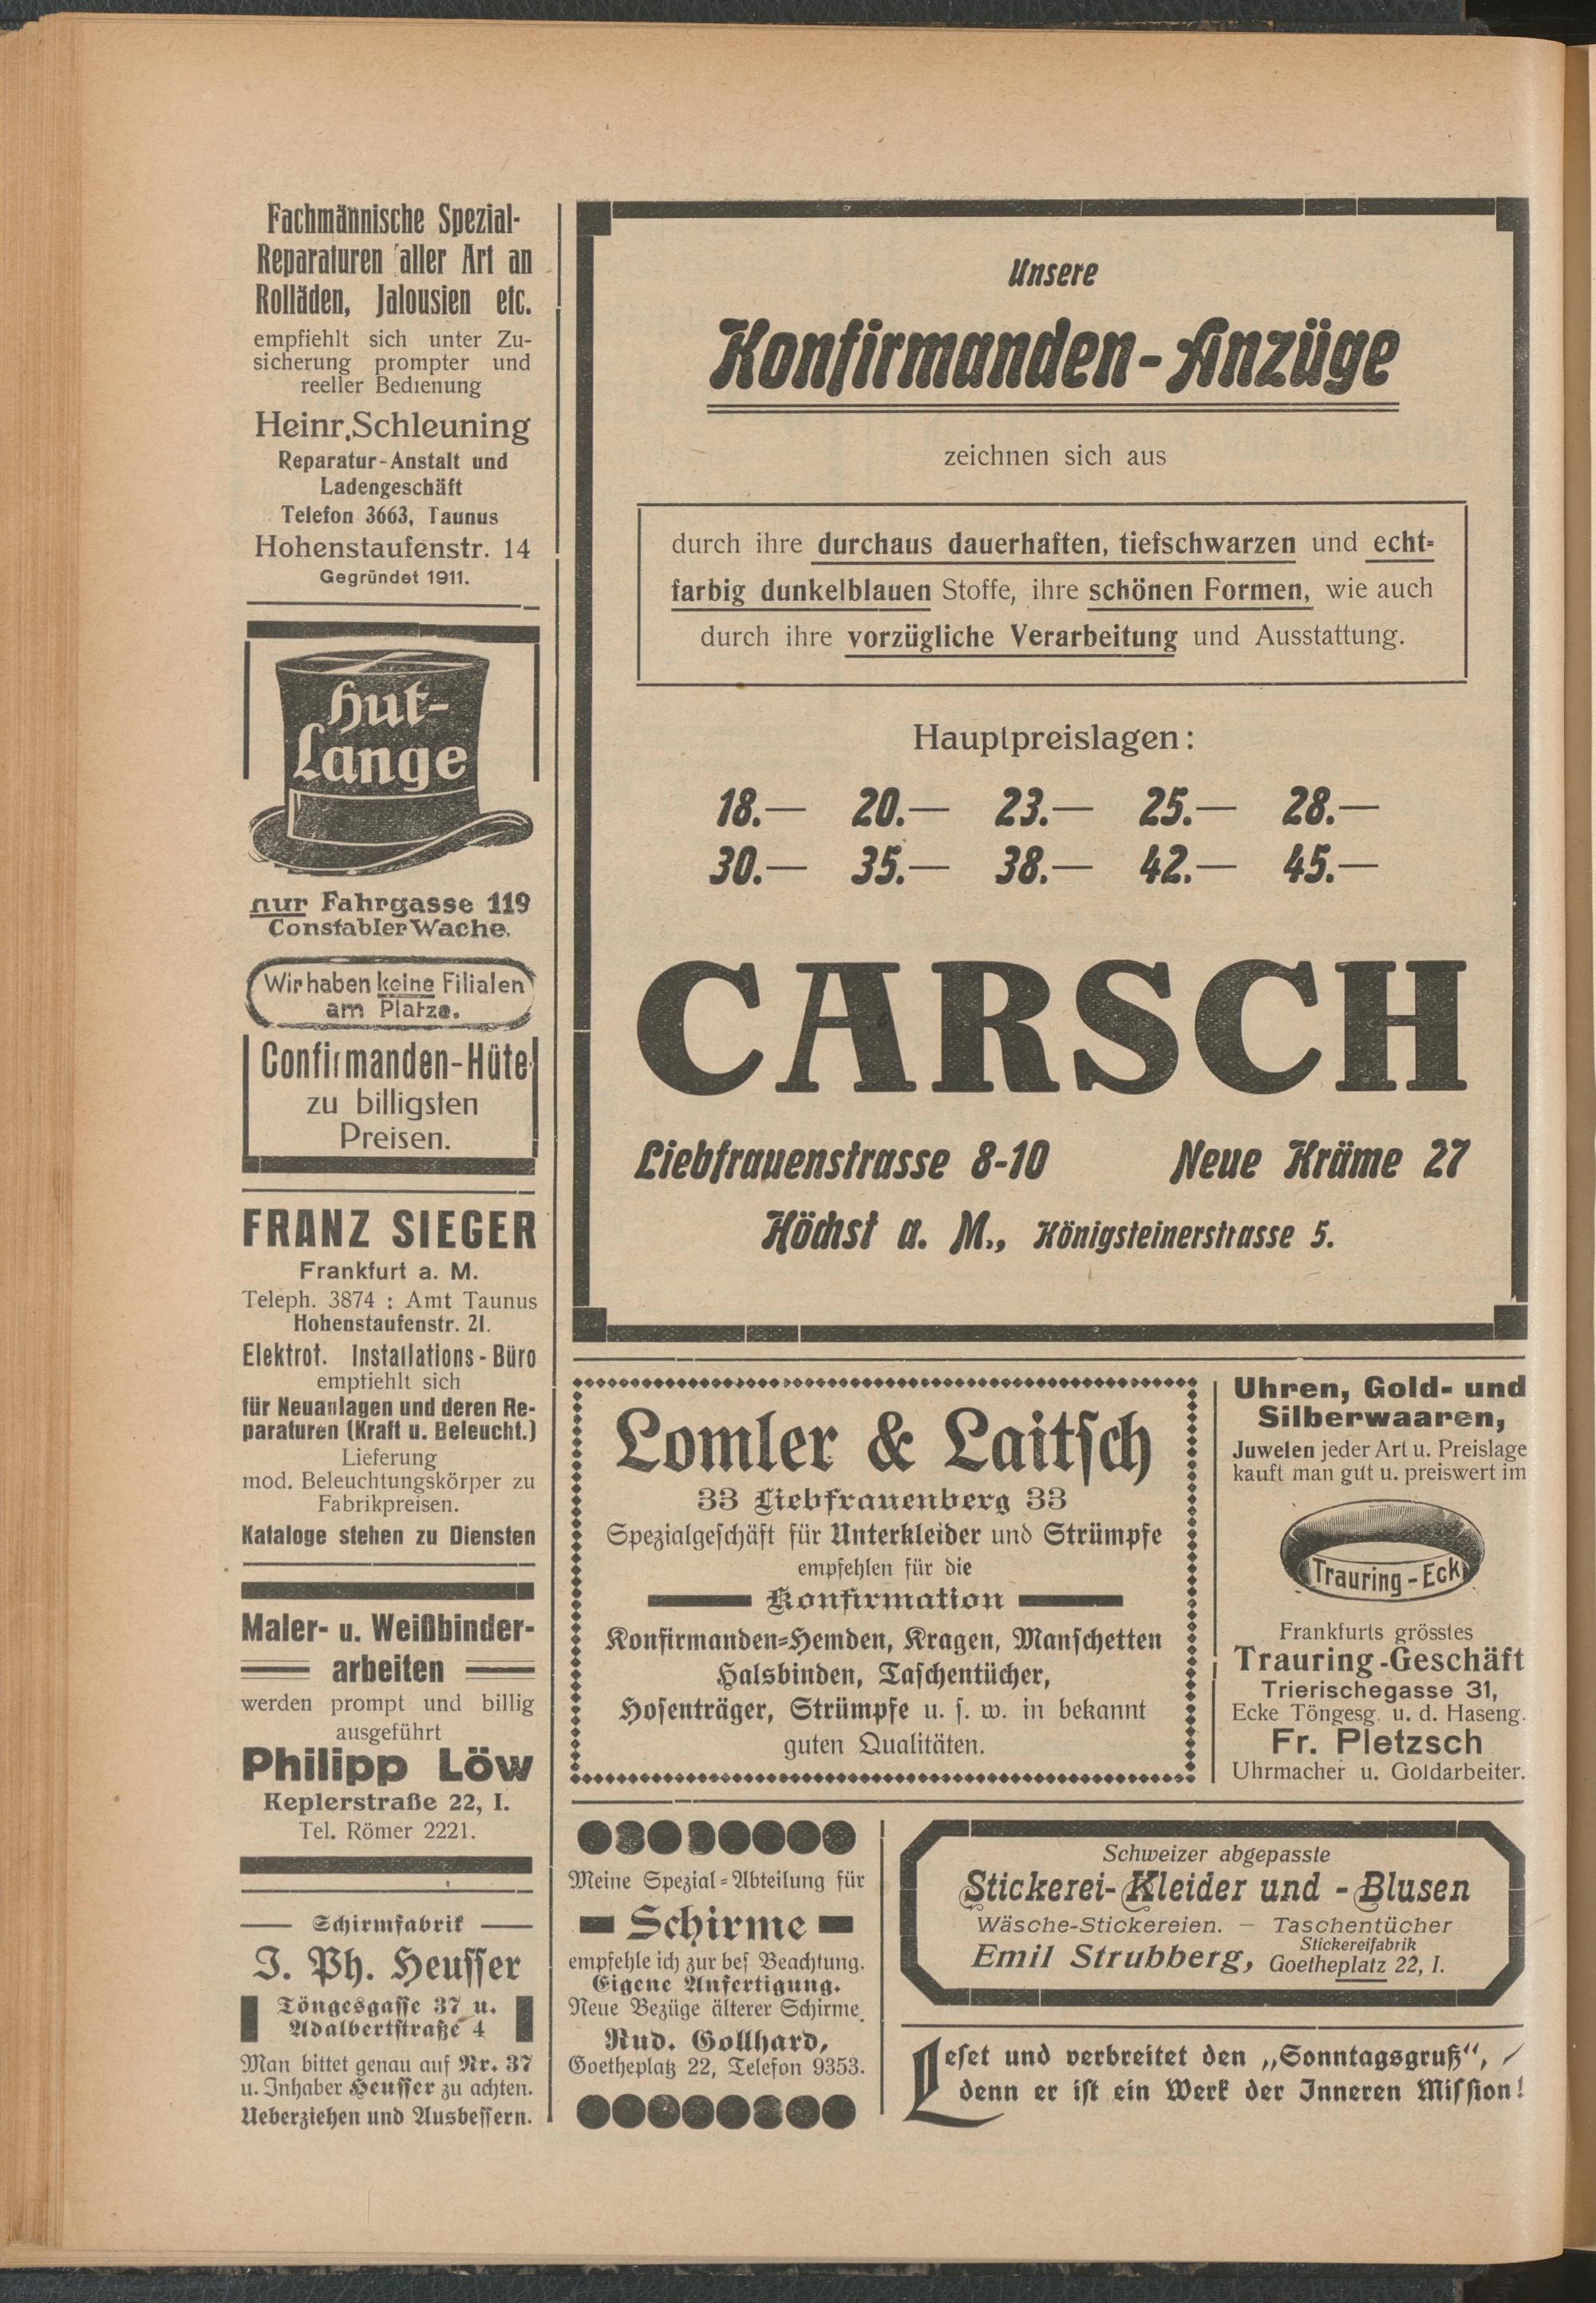 Fachmännische Spezial-
Reparaturen aller Art an
Rolläden, Jalousien etc.
empfiehlt sich unter Zu-
sicherung prompter und
reeller Bedienung
Heinr. Schleuning
Reparatur-Anstalt und
Ladengeschäft
Telefon 3663, Taunus
Hohenstaufenstr. 14
Gegründet 1911.
Hut-
Lange
nur Fahrgasse 119
Constabler Wache.
Wir haben keine Filialen
am Platze.
Confirmanden-Hüte
zu billigsten
Preisen.
FRANZ SIEGER
Frankfurt a. M.
Teleph. 3874 : Amt Taunus
Hohenstaufenstr. 21.
Elektrot. Installations-Büro
emptiehlt sich
für Neuanlagen und deren Re-
paraturen (Kraft u. Beleucht.)
Lieferung
mod. Beleuchtungskörper zu
Fabrikpreisen.
Kataloge stehen zu Diensten
Maler- u. Weißbinder-
arbeiten
werden prompt und billig
ausgeführt
Philipp Löw
Keplerstraße 22, I.
Tel. Römer 2221.
Schirmfabrik
J. Ph. Heusser
Töngesgasse 37 u.
Adalbertstraße 4
Man bittet genau auf Nr. 37
u. Inhaber Heusser zu achten.
Ueberziehen und Ausbessern.
Unsere
Konfirmanden-Anzüge
zeichnen sich aus
durch ihre durchaus dauerhaften, tiefschwarzen und echt-
farbig dunkelblauen Stoffe, ihre schönen Formen, wie auch
durch ihre vorzügliche Verarbeitung und Ausstattung.
Hauptpreislagen:
18.— 20.— 23.— 25.— 28.—
30.— 35.— 38.— 42.— 45.—
CARSCH
Liebfrauenstrasse 8-10 Neue Kräme 27
Höchst a. M., Königsteinerstrasse 5.
Lomler & Laitsch
33 Liebfrauenberg 33
Spezialgeschäft für Unterkleider und Strümpfe
empfehlen für die
Konfirmation
Konfirmanden-Hemden, Kragen, Manschetten
Halsbinden, Taschentücher,
Hosenträger, Strümpfe u. s. w. in bekannt
guten Qualitäten.
Uhren, Gold- und
Silberwaaren,
Juwelen jeder Art u. Preislage
kauft man gut u. preiswert im
Trauring-Eck
Frankfurts grösstes
Trauring-Geschäft
Trierischegasse 31,
Ecke Töngesg. u. d. Haseng.
Fr. Pletzsch
Uhrmacher u. Goldarbeiter.
Meine Spezial-Abteilung für
Schirme
empfehle ich zur bes Beachtung.
Eigene Anfertigung.
Neue Bezüge älterer Schirme.
Rud. Gollhard,
Goetheplatz 22, Telefon 9353.
Schweizer abgepasste
Stickerei-Kleider und -Blusen
Wäsche-Stickereien. — Taschentücher
Emil Strubberg, Stickereifabrik
Goetheplatz 22, I.
Leset und verbreitet den „Sonntagsgruß“,
denn er ist ein Werk der Inneren Mission!